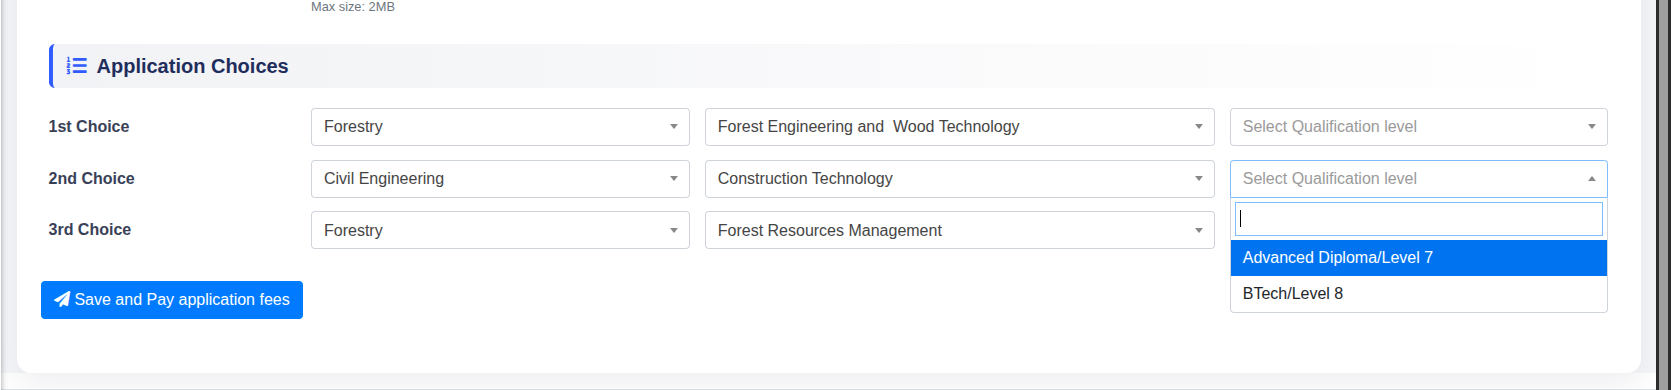 Max size: 2MB
Application Choices
1st Choice Forestry Forest Engineering and  Wood Technology Select Qualification level
2nd Choice Civil Engineering Construction Technology Select Qualification level
3rd Choice Forestry Forest Resources Management
Advanced Diploma/Level 7
BTech/Level 8
Save and Pay application fees